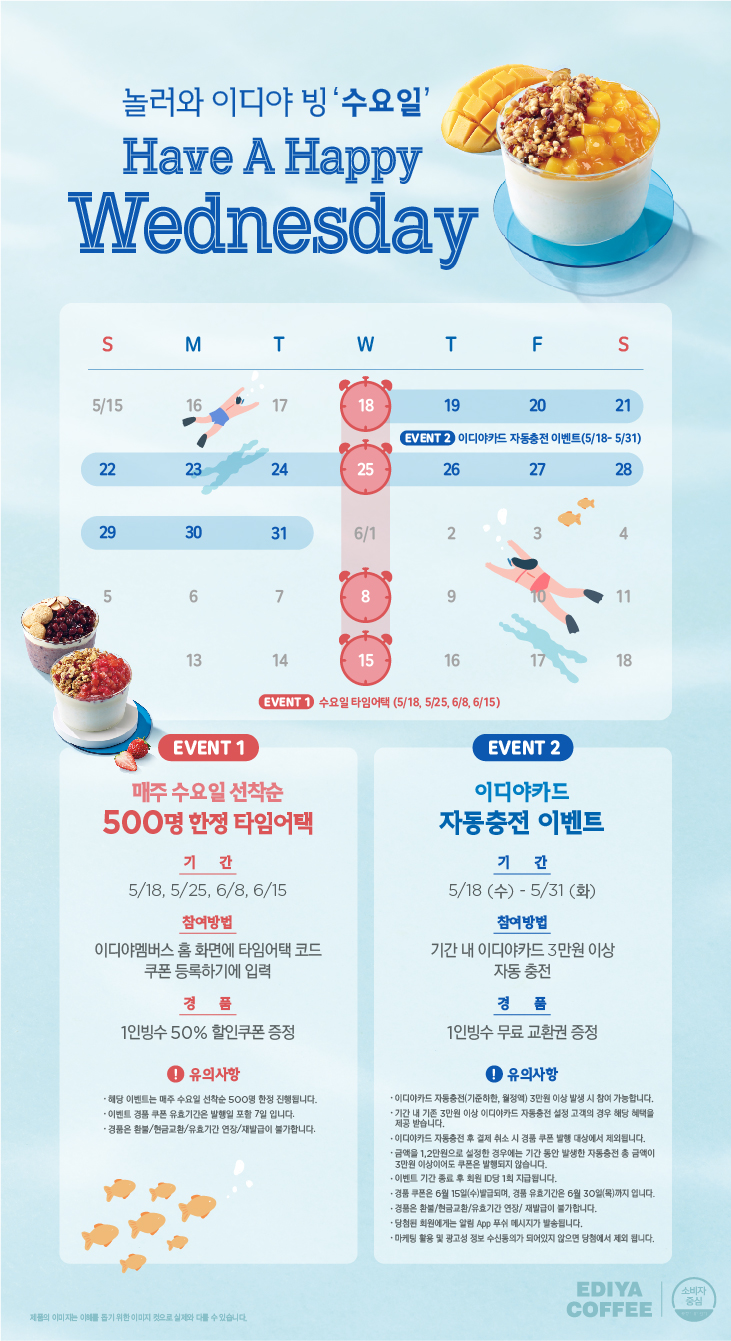 놀러와 이디야 빙 '수요일'
Have A Happy
Wednesday
S M T W T F S
5/15 16 17 18 19 20 21
EVENT 2 이디야카드 자동충전 이벤트(5/18- 5/31)
22 23 24 25 26 27 28
29 30 31 6/1 2 3 4
5 6 7 8 9 10 11
13 14 15 16 17 18
EVENT 1 수요일 타임어택 (5/18, 5/25, 6/8, 6/15)
EVENT 1
매주 수요일 선착순
500명 한정 타임어택
기 간
5/18, 5/25, 6/8, 6/15
참여방법
이디야멤버스 홈 화면에 타임어택 코드
쿠폰 등록하기에 입력
경 품
1인빙수 50% 할인쿠폰 증정
! 유의사항
· 해당 이벤트는 매주 수요일 선착순 500명 한정 진행됩니다.
· 이벤트 경품 쿠폰 유효기간은 발행일 포함 7일 입니다.
· 경품은 환불/현금교환/유효기간 연장/재발급이 불가합니다.
EVENT 2
이디야카드
자동충전 이벤트
기 간
5/18 (수) - 5/31 (화)
참여방법
기간 내 이디야카드 3만원 이상
자동 충전
경 품
1인빙수 무료 교환권 증정
! 유의사항
· 이디야카드 자동충전(기준하한, 월정액) 3만원 이상 발생 시 참여 가능합니다.
· 기간 내 기존 3만원 이상 이디야카드 자동충전 설정 고객의 경우 해당 혜택을
제공 받습니다.
· 이디야카드 자동충전 후 결제 취소 시 경품 쿠폰 발행 대상에서 제외됩니다.
· 금액을 1,2만원으로 설정한 경우에는 기간 동안 발생한 자동충전 총 금액이
3만원 이상이어도 쿠폰은 발행되지 않습니다.
· 이벤트 기간 종료 후 회원 ID당 1회 지급됩니다.
· 경품 쿠폰은 6월 15일(수)발급되며, 경품 유효기간은 6월 30일(목)까지 입니다.
· 경품은 환불/현금교환/유효기간 연장/ 재발급이 불가합니다.
· 당첨된 회원에게는 알림 App 푸쉬 메시지가 발송됩니다.
· 마케팅 활용 및 광고성 정보 수신동의가 되어있지 않으면 당첨에서 제외 됩니다.
EDIYA
COFFEE
소비자
중심
제품의 이미지는 이해를 돕기 위한 이미지 컷으로 실제와 다를 수 있습니다.